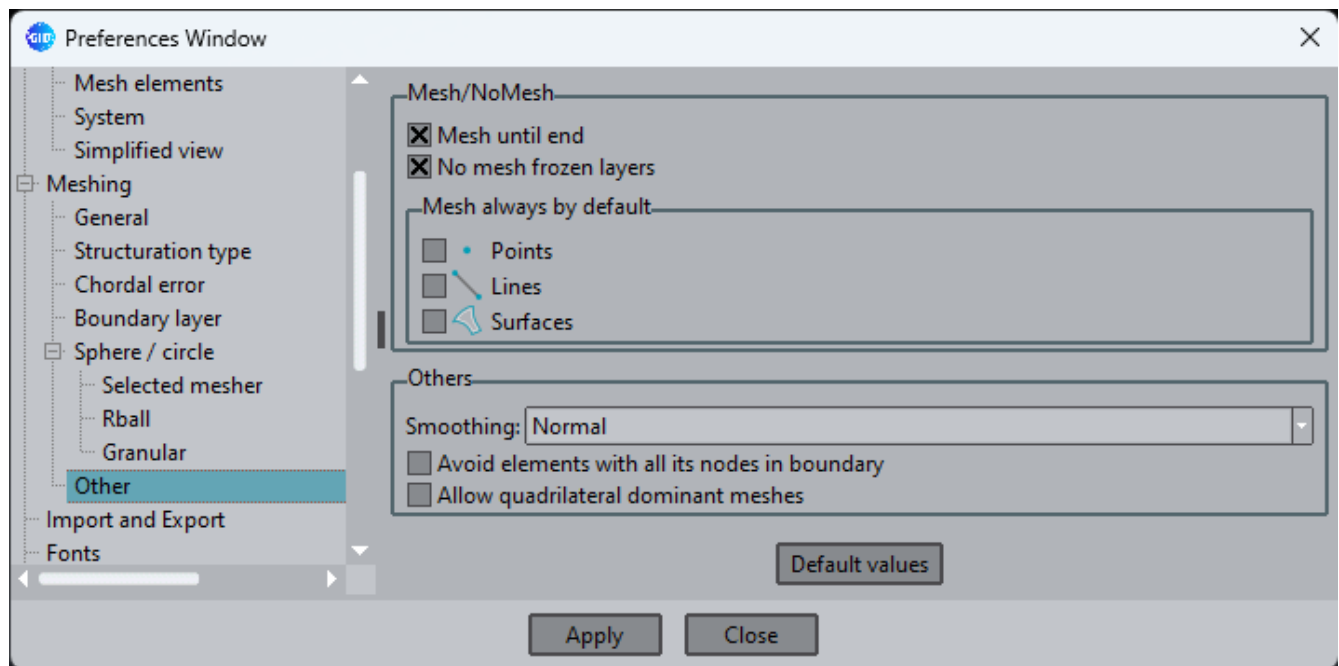 GiD Preferences Window
Mesh elements
System
Simplified view
Meshing
General
Structuration type
Chordal error
Boundary layer
Sphere / circle
Selected mesher
Rball
Granular
Other
Import and Export
Fonts
Mesh/NoMesh
Mesh until end
No mesh frozen layers
Mesh always by default
Points
Lines
Surfaces
Others
Smoothing: Normal
Avoid elements with all its nodes in boundary
Allow quadrilateral dominant meshes
Default values
Apply Close